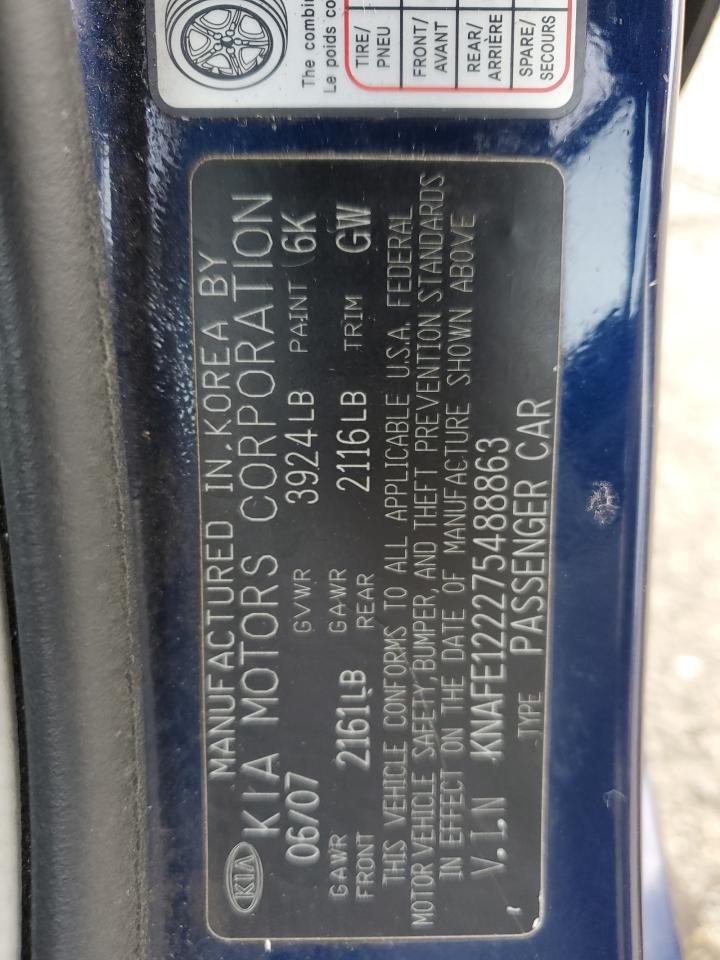 The combin
Le poids co
TIRE/
PNEU
FRONT/
AVANT
REAR/
ARRIÈRE
SPARE/
SECOURS
KIA
MANUFACTURED IN KOREA BY
KIA MOTORS CORPORATION
06/07 GVWR 3924LB PAINT 6K
GAWR FRONT 2161LB GAWR REAR 2116LB TRIM GW
THIS VEHICLE CONFORMS TO ALL APPLICABLE U.S.A. FEDERAL
MOTOR VEHICLE SAFETY, BUMPER, AND THEFT PREVENTION STANDARDS
IN EFFECT ON THE DATE OF MANUFACTURE SHOWN ABOVE
V.I.N KNAFE122275488863
TYPE PASSENGER CAR